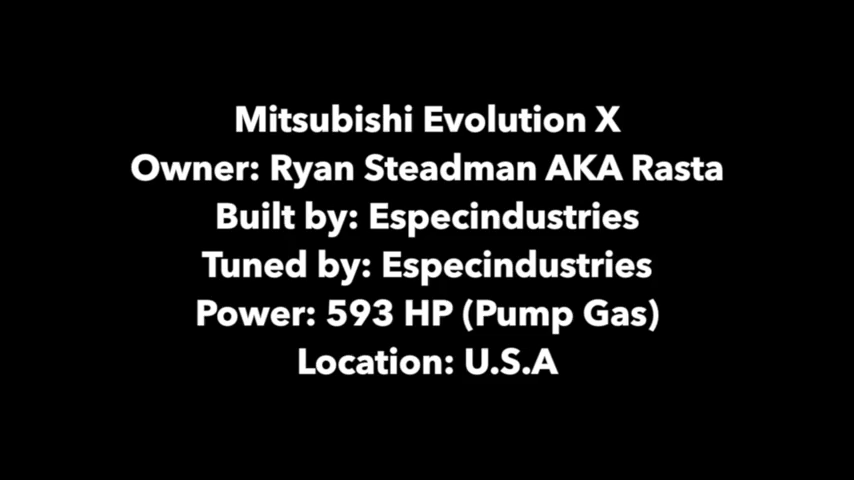 Mitsubishi Evolution X
Owner: Ryan Steadman AKA Rasta
Built by: Especindustries
Tuned by: Especindustries
Power: 593 HP (Pump Gas)
Location: U.S.A